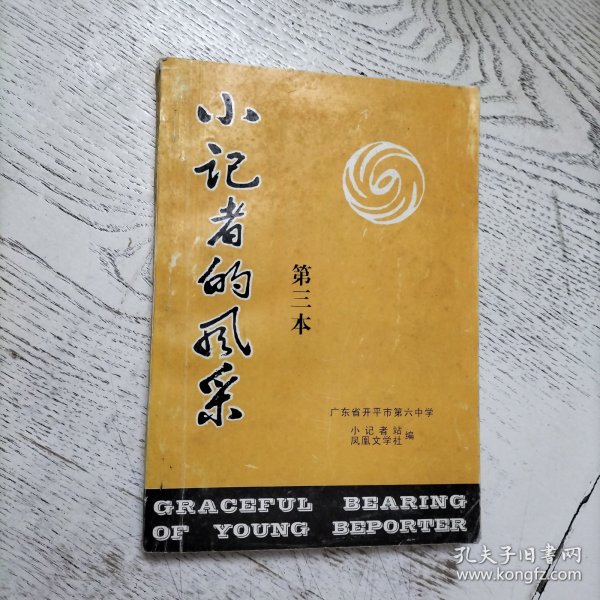 小记者的风采
第三本
广东省开平市第六中学
小记者站
凤凰文学社 编
GRACEFUL BEARING
OF YOUNG BEPORTER
孔夫子旧书网
www.kongfz.com